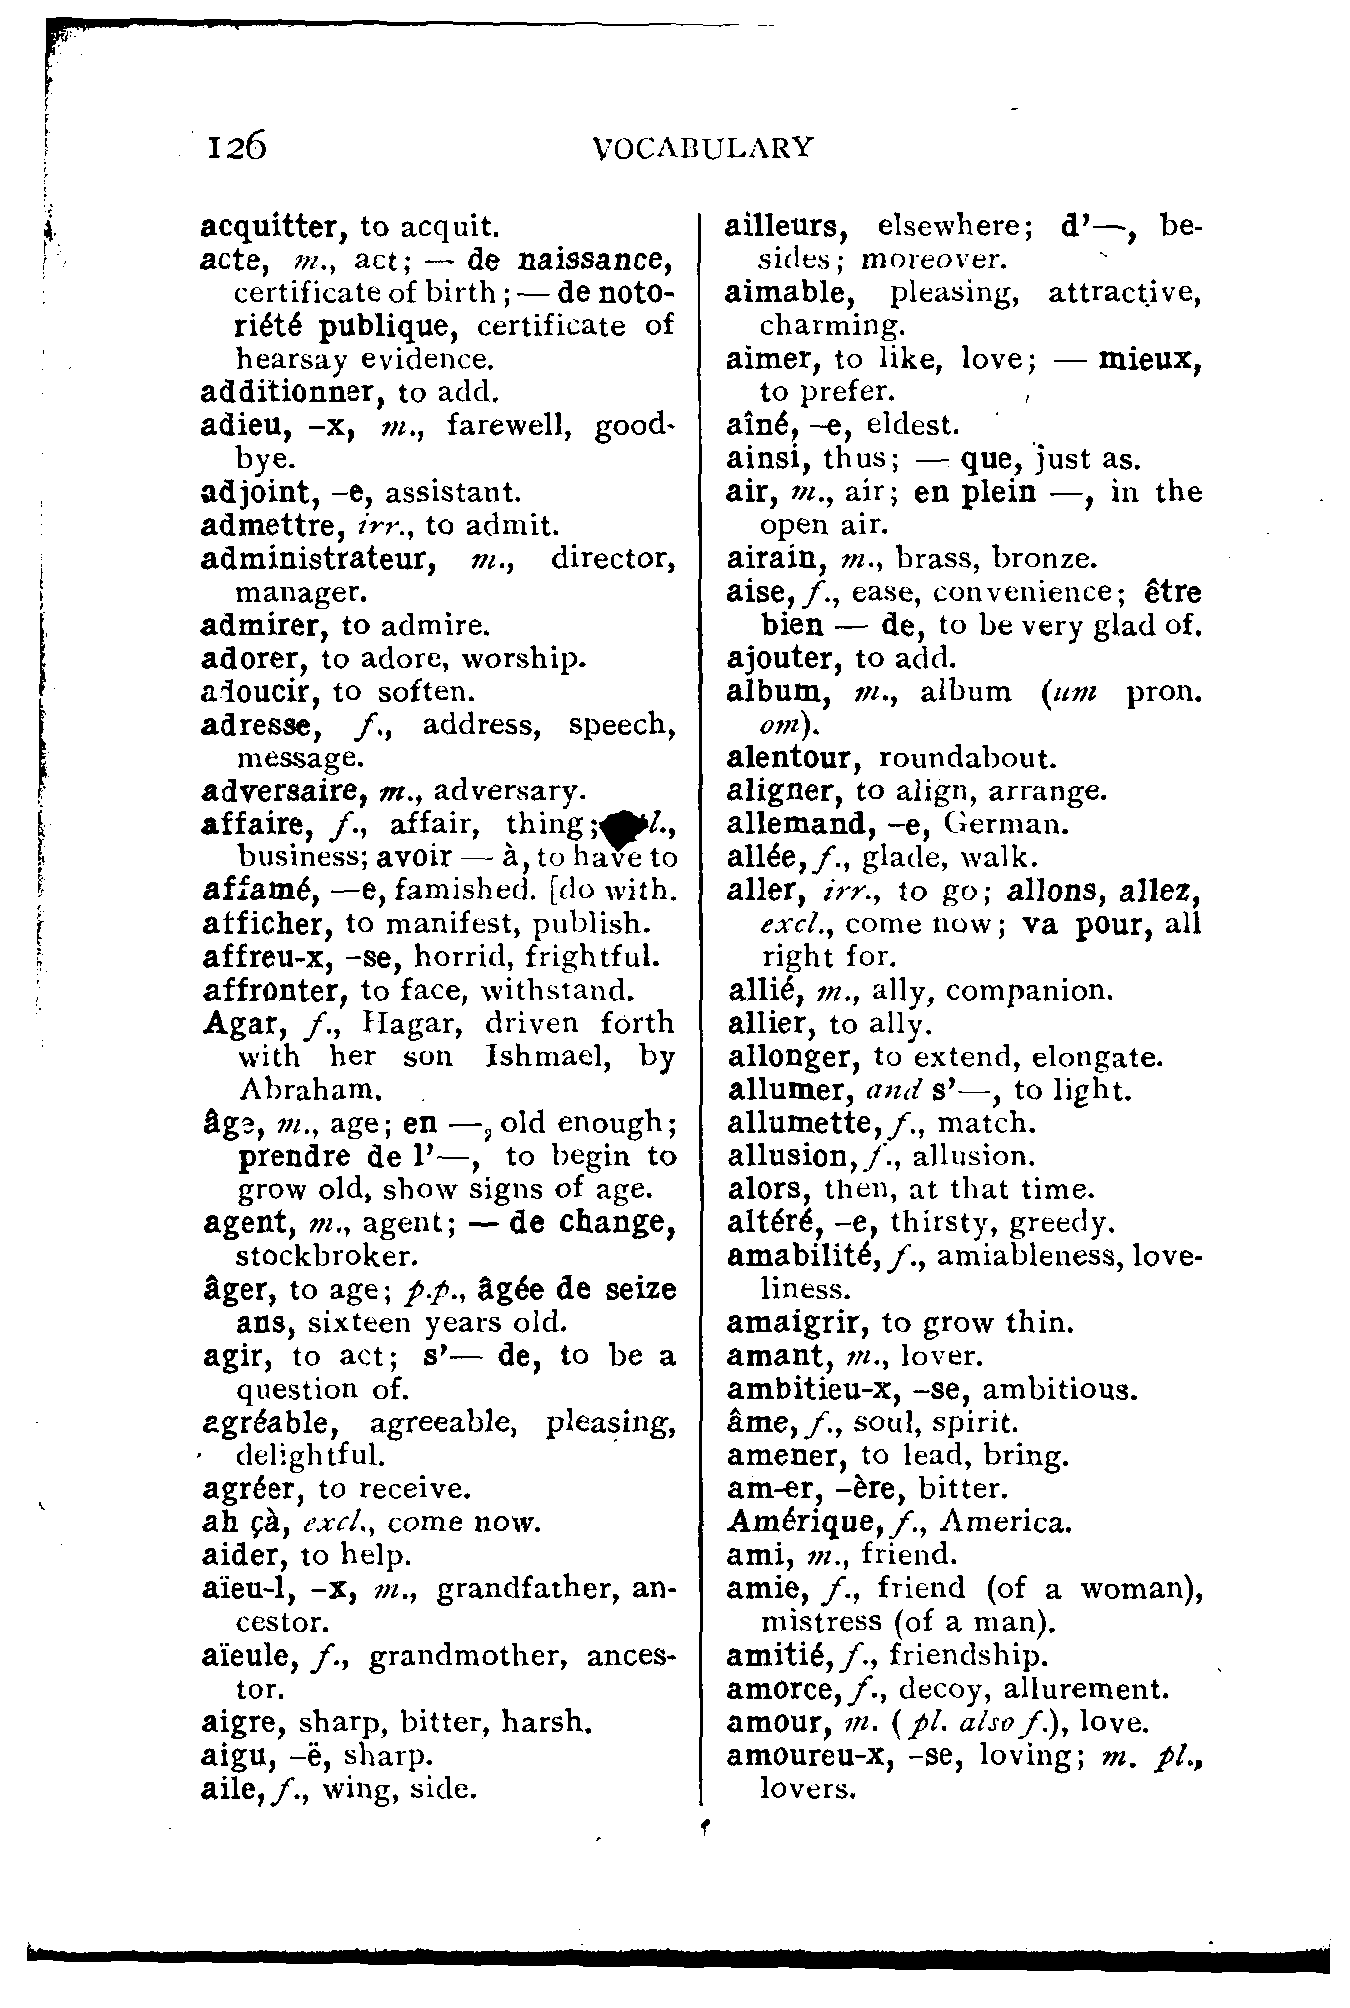 126
VOCABULARY
acquitter, to acquit.
acte, m., act; — de naissance,
certificate of birth; — de noto-
riété publique, certificate of
hearsay evidence.
additionner, to add.
adieu, -x, m., farewell, good-
bye.
adjoint, -e, assistant.
admettre, irr., to admit.
administrateur, m., director,
manager.
admirer, to admire.
adorer, to adore, worship.
adoucir, to soften.
adresse, f., address, speech,
message.
adversaire, m., adversary.
affaire, f., affair, thing; pl.,
business; avoir — à, to have to
affamé, —e, famished. [do with.
afficher, to manifest, publish.
affreu-x, -se, horrid, frightful.
affronter, to face, withstand.
Agar, f., Hagar, driven forth
with her son Ishmael, by
Abraham.
âge, m., age; en —, old enough;
prendre de l'—, to begin to
grow old, show signs of age.
agent, m., agent; — de change,
stockbroker.
âger, to age; p.p., âgée de seize
ans, sixteen years old.
agir, to act; s'— de, to be a
question of.
agréable, agreeable, pleasing,
delightful.
agréer, to receive.
ah çà, excl., come now.
aider, to help.
aïeu-l, -x, m., grandfather, an-
cestor.
aïeule, f., grandmother, ances-
tor.
aigre, sharp, bitter, harsh.
aigu, -ë, sharp.
aile, f., wing, side.
ailleurs, elsewhere; d'—, be-
sides; moreover.
aimable, pleasing, attractive,
charming.
aimer, to like, love; — mieux,
to prefer.
aîné, -e, eldest.
ainsi, thus; — que, just as.
air, m., air; en plein —, in the
open air.
airain, m., brass, bronze.
aise, f., ease, convenience; être
bien — de, to be very glad of.
ajouter, to add.
album, m., album (um pron.
om).
alentour, roundabout.
aligner, to align, arrange.
allemand, -e, German.
allée, f., glade, walk.
aller, irr., to go; allons, allez,
excl., come now; va pour, all
right for.
allié, m., ally, companion.
allier, to ally.
allonger, to extend, elongate.
allumer, and s'—, to light.
allumette, f., match.
allusion, f., allusion.
alors, then, at that time.
altéré, -e, thirsty, greedy.
amabilité, f., amiableness, love-
liness.
amaigrir, to grow thin.
amant, m., lover.
ambitieu-x, -se, ambitious.
âme, f., soul, spirit.
amener, to lead, bring.
am-er, -ère, bitter.
Amérique, f., America.
ami, m., friend.
amie, f., friend (of a woman),
mistress (of a man).
amitié, f., friendship.
amorce, f., decoy, allurement.
amour, m. (pl. also f.), love.
amoureu-x, -se, loving; m. pl.,
lovers.